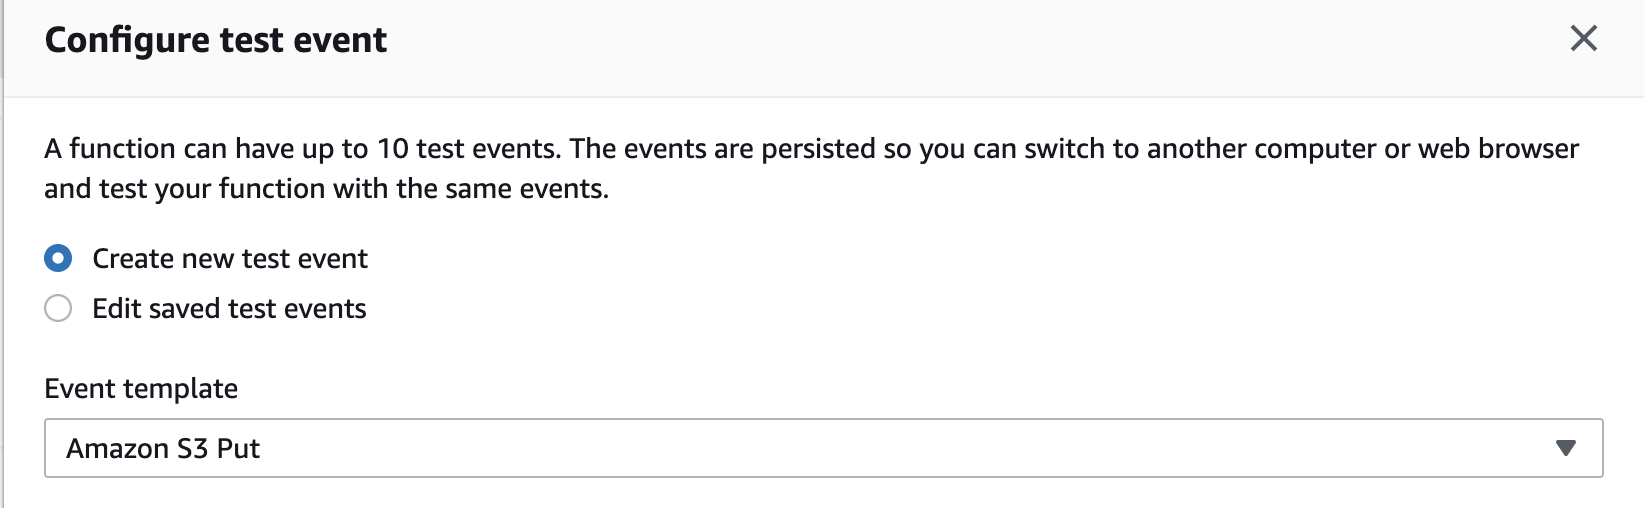 Configure test event
A function can have up to 10 test events. The events are persisted so you can switch to another computer or web browser
and test your function with the same events.
Create new test event
Edit saved test events
Event template
Amazon S3 Put